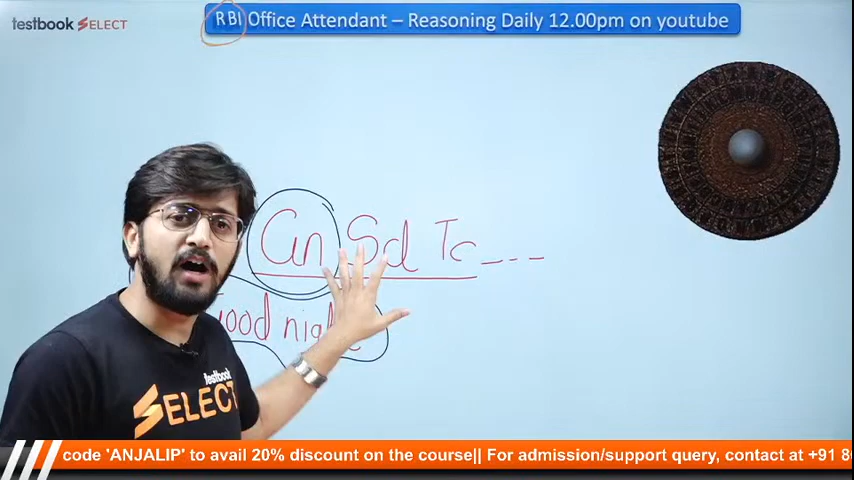 testbook SELECT
RBI Office Attendant – Reasoning Daily 12.00pm on youtube
Gn Sd Tc ---
testbook
SELECT
code 'ANJALIP' to avail 20% discount on the course|| For admission/support query, contact at +91 8